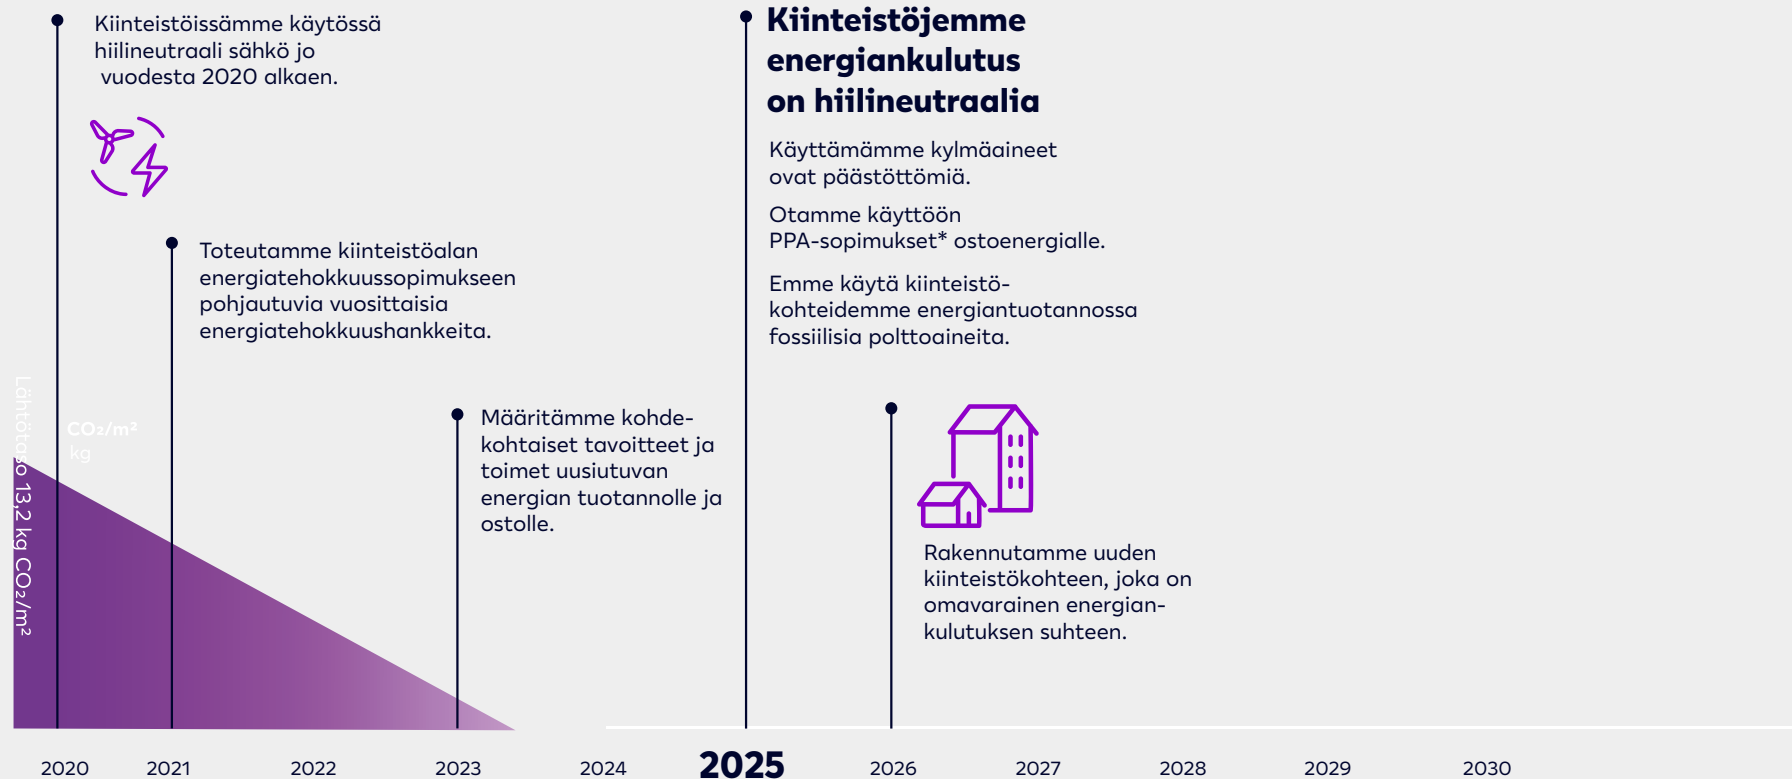 Kiinteistöissämme käytössä
hiilineutraali sähkö jo
vuodesta 2020 alkaen.
Toteutamme kiinteistöalan
energiatehokkuussopimukseen
pohjautuvia vuosittaisia
energiatehokkuushankkeita.
Määritämme kohde-
kohtaiset tavoitteet ja
toimet uusiutuvan
energian tuotannolle ja
ostolle.
Kiinteistöjemme
energiankulutus
on hiilineutraalia
Käyttämämme kylmäaineet
ovat päästöttömiä.
Otamme käyttöön
PPA-sopimukset* ostoenergialle.
Emme käytä kiinteistö-
kohteidemme energiantuotannossa
fossiilisia polttoaineita.
Rakennutamme uuden
kiinteistökohteen, joka on
omavarainen energian-
kulutuksen suhteen.
Lähtötaso 13,2 kg CO₂/m²
CO₂/m²
kg
2020 2021 2022 2023 2024 2025 2026 2027 2028 2029 2030